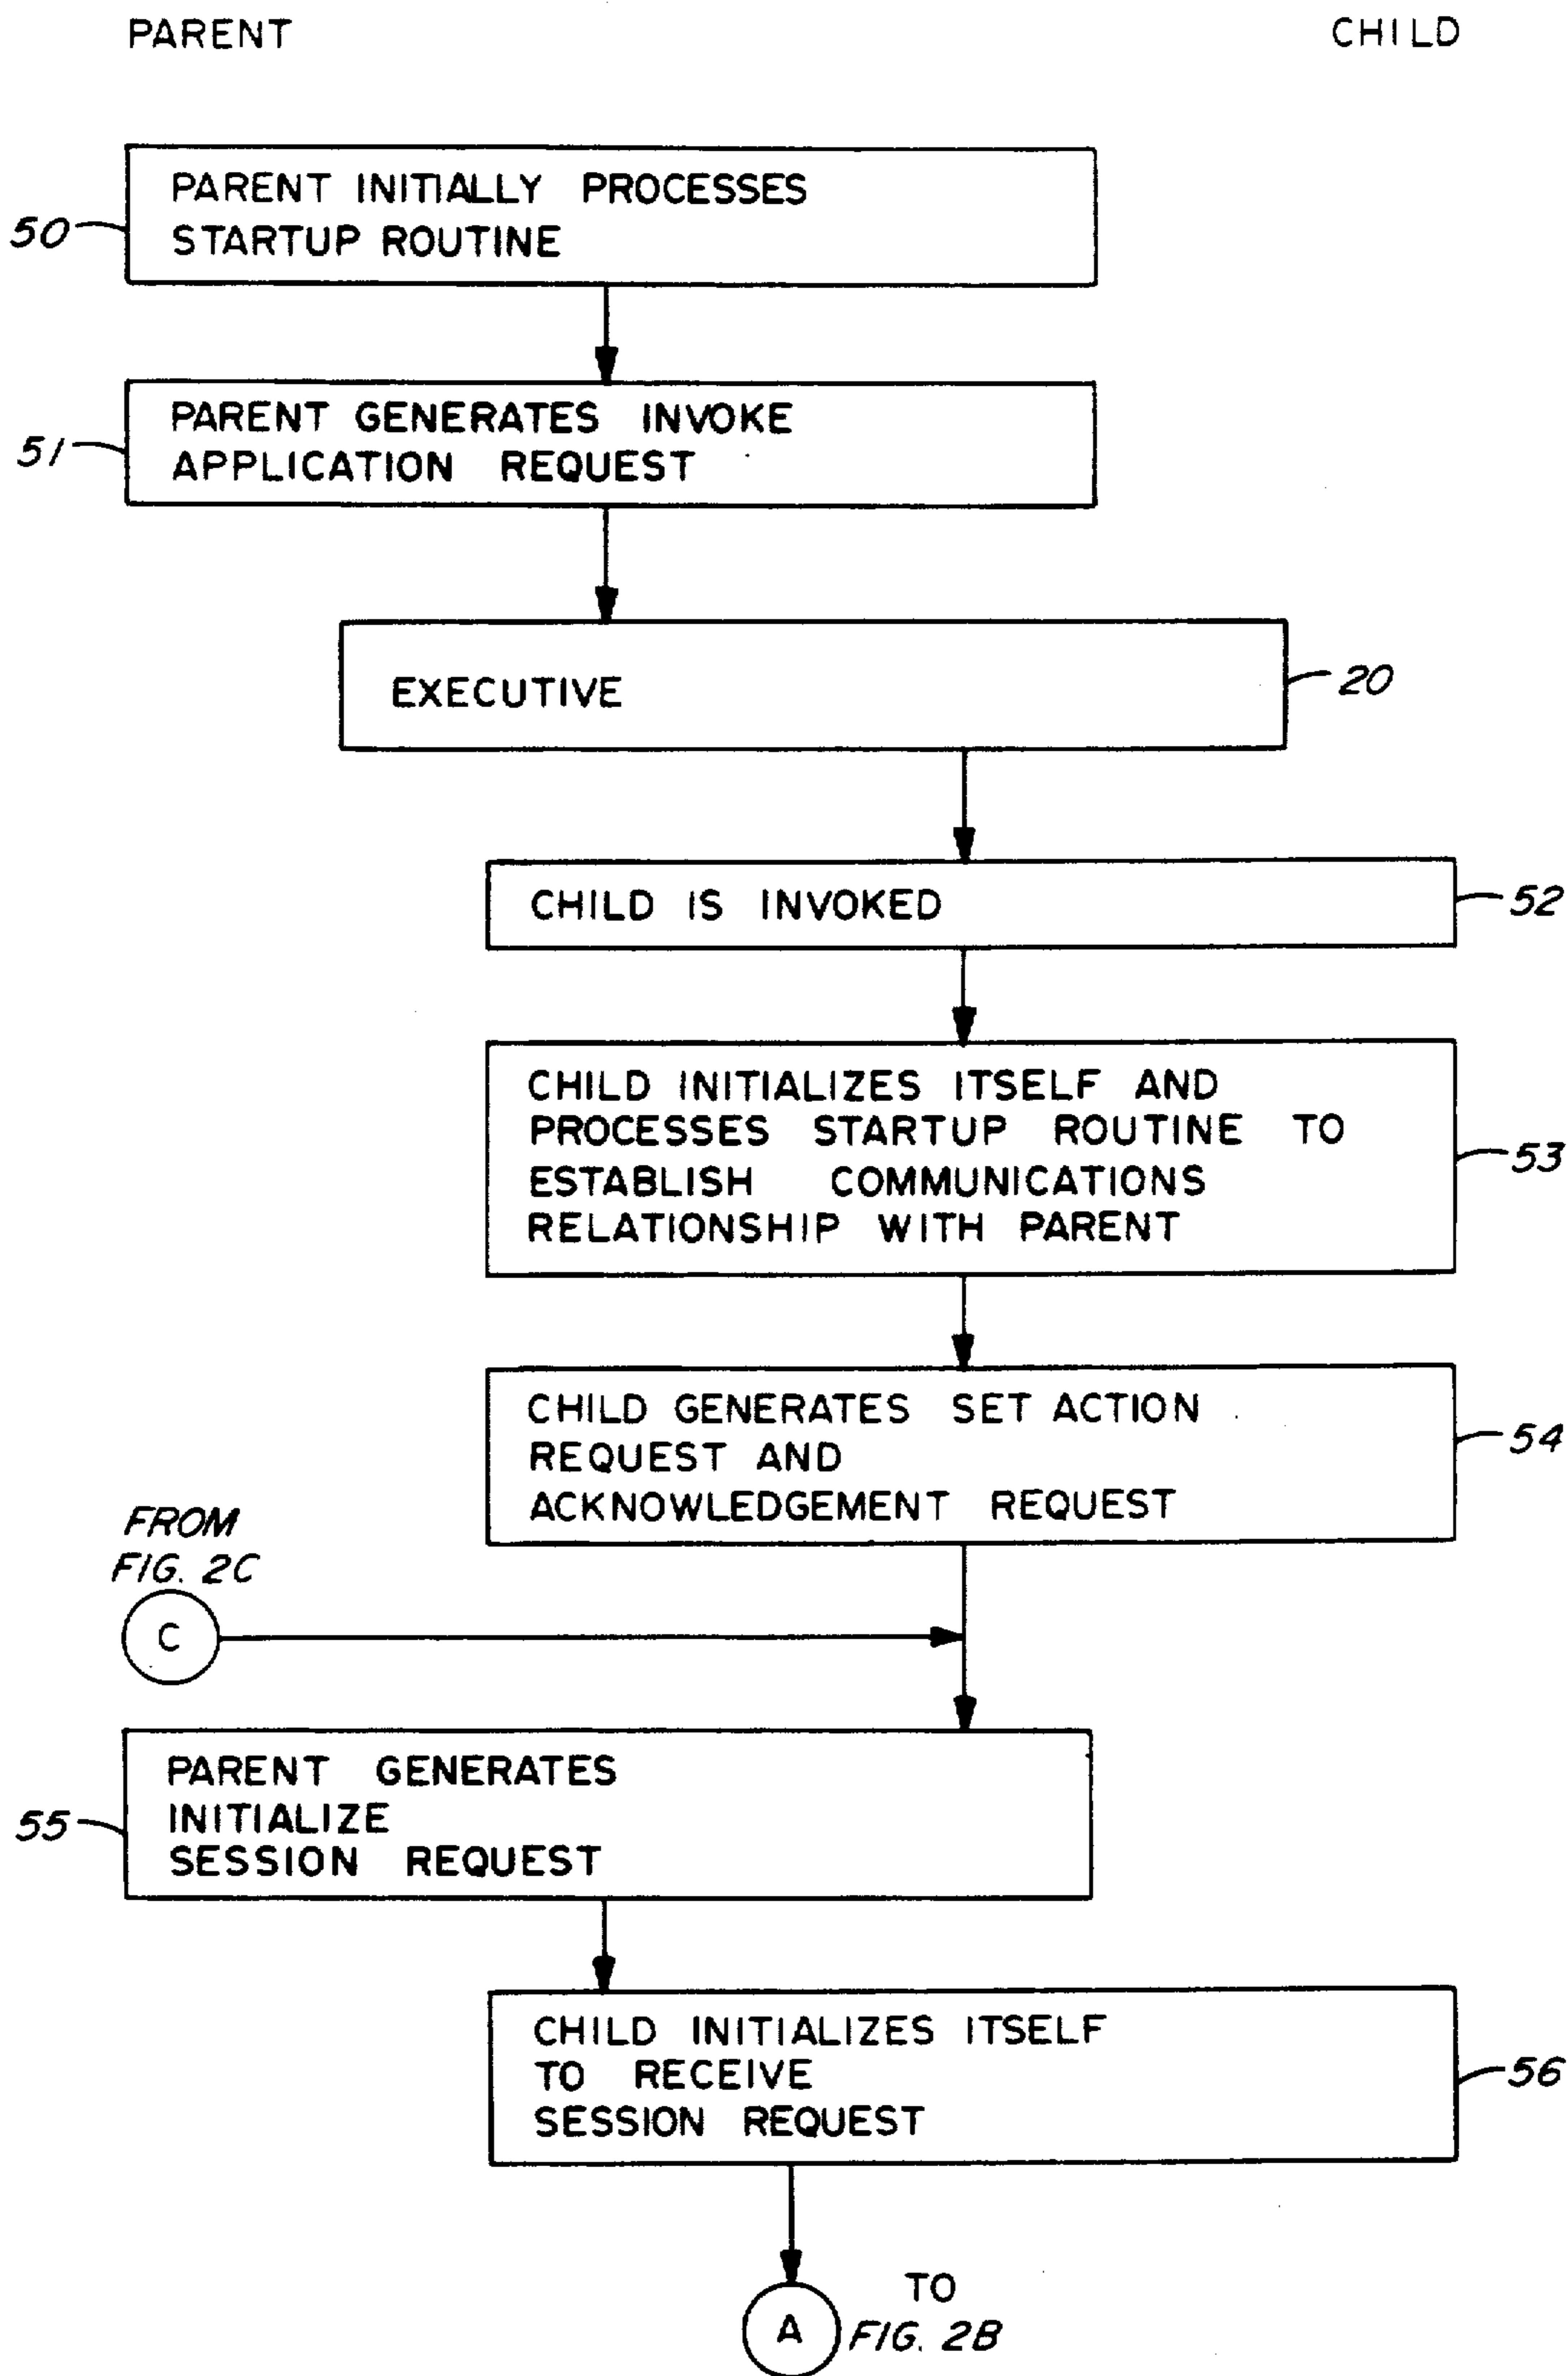 PARENT CHILD
PARENT INITIALLY PROCESSES
STARTUP ROUTINE
50
PARENT GENERATES INVOKE
APPLICATION REQUEST
51
EXECUTIVE
20
CHILD IS INVOKED
52
CHILD INITIALIZES ITSELF AND
PROCESSES STARTUP ROUTINE TO
ESTABLISH COMMUNICATIONS
RELATIONSHIP WITH PARENT
53
CHILD GENERATES SET ACTION
REQUEST AND
ACKNOWLEDGEMENT REQUEST
54
FROM
FIG. 2C
C
PARENT GENERATES
INITIALIZE
SESSION REQUEST
55
CHILD INITIALIZES ITSELF
TO RECEIVE
SESSION REQUEST
56
A
TO
FIG. 2B